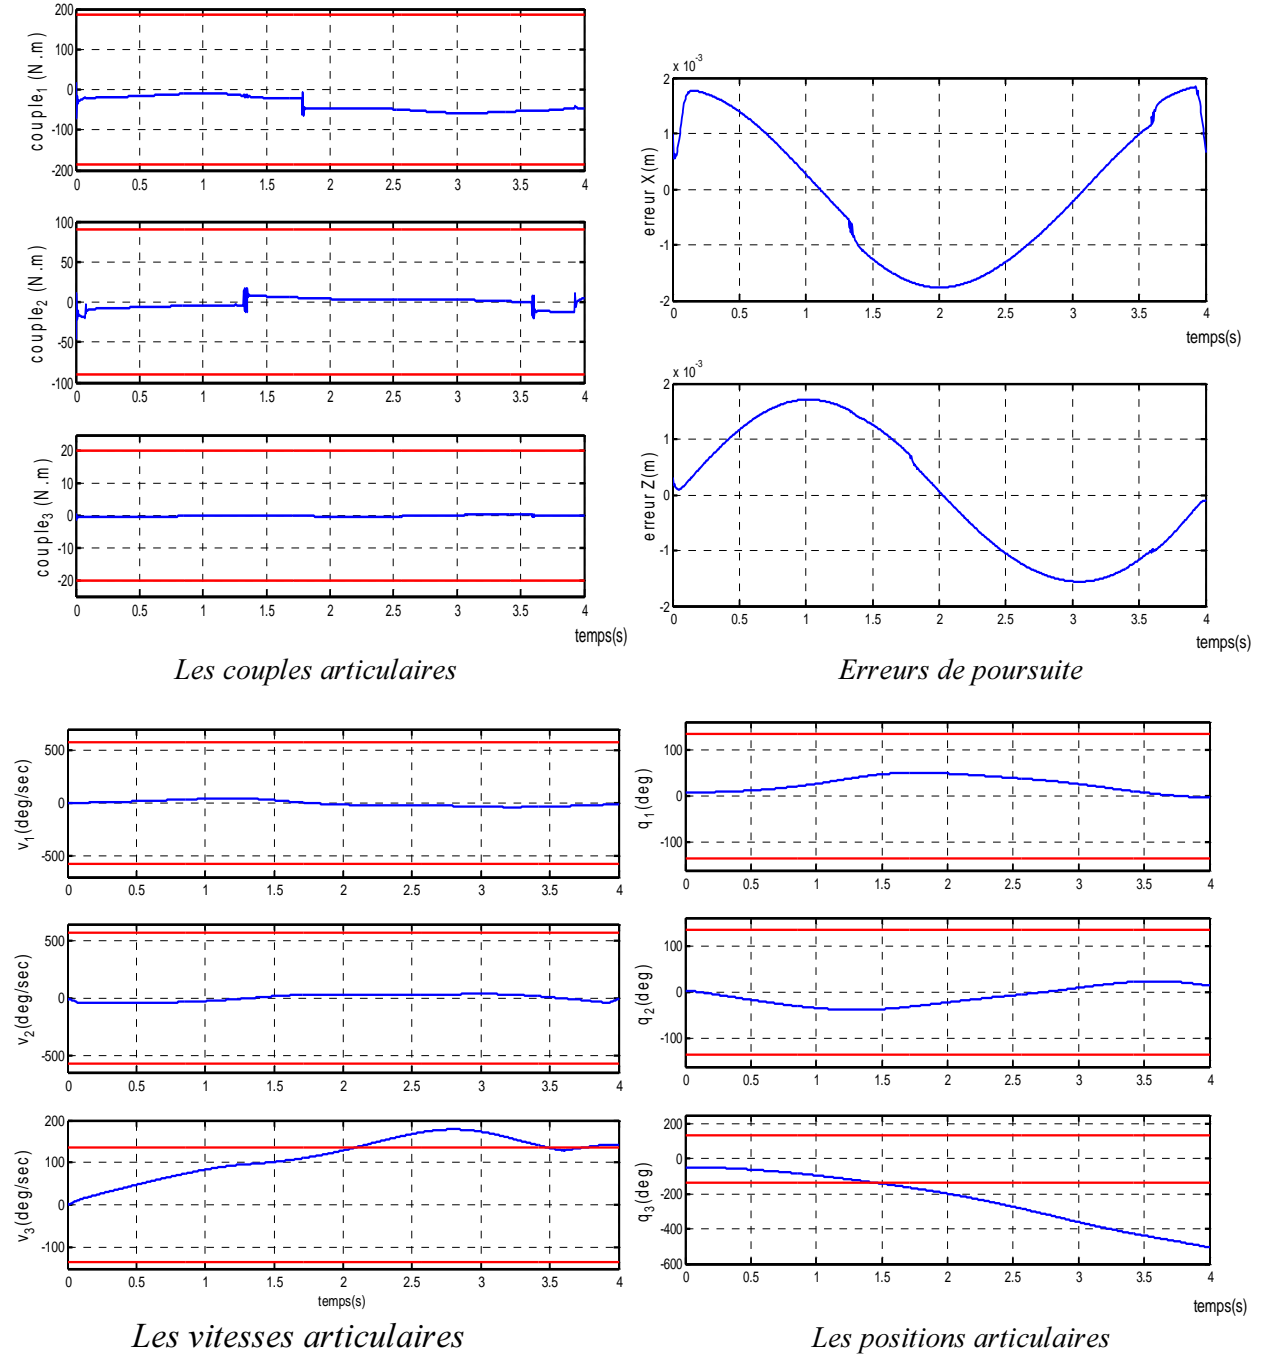 couple1 (N.m)
200
100
0
-100
-200
0 0.5 1 1.5 2 2.5 3 3.5 4
couple2 (N.m)
100
50
0
-50
-100
0 0.5 1 1.5 2 2.5 3 3.5 4
couple3 (N.m)
20
10
0
-10
-20
0 0.5 1 1.5 2 2.5 3 3.5 4
temps(s)
Les couples articulaires
x 10^-3
erreur X(m)
2
1
0
-1
-2
0 0.5 1 1.5 2 2.5 3 3.5 4
temps(s)
x 10^-3
erreur Z(m)
2
1
0
-1
-2
0 0.5 1 1.5 2 2.5 3 3.5 4
temps(s)
Erreurs de poursuite
v1(deg/sec)
500
0
-500
0 0.5 1 1.5 2 2.5 3 3.5 4
v2(deg/sec)
500
0
-500
0 0.5 1 1.5 2 2.5 3 3.5 4
v3(deg/sec)
200
100
0
-100
0 0.5 1 1.5 2 2.5 3 3.5 4
temps(s)
Les vitesses articulaires
q1(deg)
100
0
-100
0 0.5 1 1.5 2 2.5 3 3.5 4
q2(deg)
100
0
-100
0 0.5 1 1.5 2 2.5 3 3.5 4
q3(deg)
200
0
-200
-400
-600
0 0.5 1 1.5 2 2.5 3 3.5 4
temps(s)
Les positions articulaires